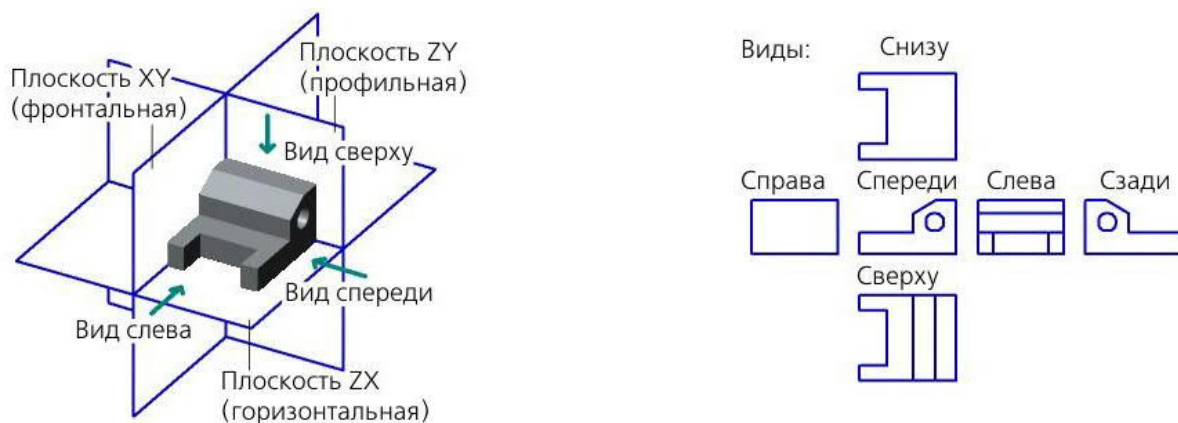 Плоскость XY
(фронтальная)
Плоскость ZY
(профильная)
Вид сверху
Вид спереди
Вид слева
Плоскость ZX
(горизонтальная)
Виды:
Снизу
Справа
Спереди
Слева
Сзади
Сверху